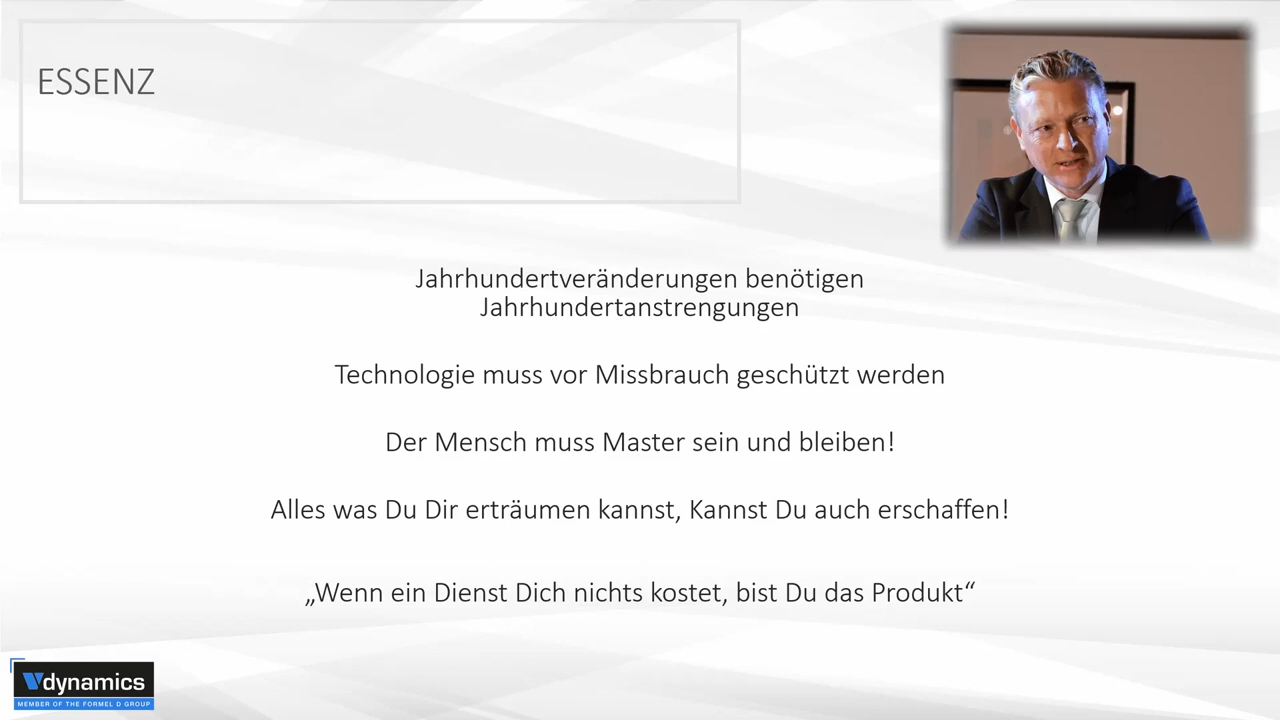 ESSENZ
Jahrhundertveränderungen benötigen
Jahrhundertanstrengungen
Technologie muss vor Missbrauch geschützt werden
Der Mensch muss Master sein und bleiben!
Alles was Du Dir erträumen kannst, Kannst Du auch erschaffen!
„Wenn ein Dienst Dich nichts kostet, bist Du das Produkt“
Vdynamics
MEMBER OF THE FORMEL D GROUP